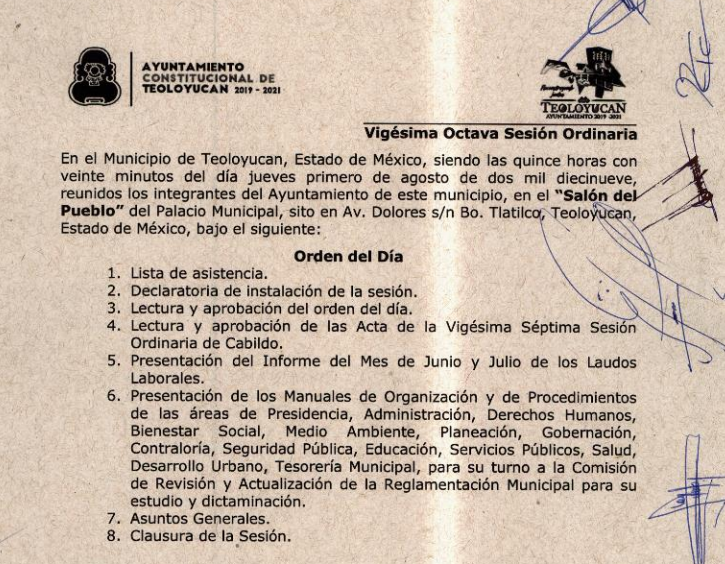 AYUNTAMIENTO
CONSTITUCIONAL DE
TEOLOYUCAN 2019 - 2021
TEOLOYUCAN
AYUNTAMIENTO 2019 -2021
Vigésima Octava Sesión Ordinaria
En el Municipio de Teoloyucan, Estado de México, siendo las quince horas con
veinte minutos del día jueves primero de agosto de dos mil diecinueve,
reunidos los integrantes del Ayuntamiento de este municipio, en el "Salón del
Pueblo" del Palacio Municipal, sito en Av. Dolores s/n Bo. Tlatilco, Teoloyucan,
Estado de México, bajo el siguiente:
Orden del Día
1. Lista de asistencia.
2. Declaratoria de instalación de la sesión.
3. Lectura y aprobación del orden del día.
4. Lectura y aprobación de las Acta de la Vigésima Séptima Sesión
Ordinaria de Cabildo.
5. Presentación del Informe del Mes de Junio y Julio de los Laudos
Laborales.
6. Presentación de los Manuales de Organización y de Procedimientos
de las áreas de Presidencia, Administración, Derechos Humanos,
Bienestar Social, Medio Ambiente, Planeación, Gobernación,
Contraloría, Seguridad Pública, Educación, Servicios Públicos, Salud,
Desarrollo Urbano, Tesorería Municipal, para su turno a la Comisión
de Revisión y Actualización de la Reglamentación Municipal para su
estudio y dictaminación.
7. Asuntos Generales.
8. Clausura de la Sesión.